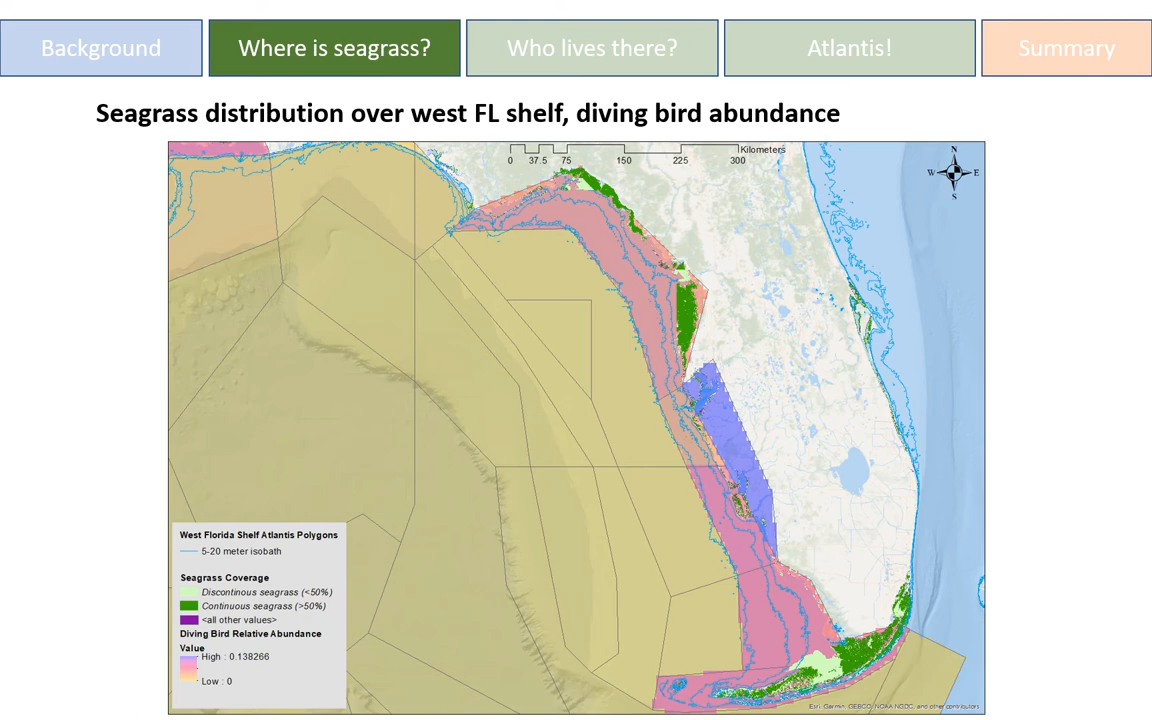 Background
Where is seagrass?
Who lives there?
Atlantis!
Summary
Seagrass distribution over west FL shelf, diving bird abundance
Kilometers
0 37.5 75 150 225 300
N
W E
S
West Florida Shelf Atlantis Polygons
5-20 meter isobath
Seagrass Coverage
Discontinous seagrass (<50%)
Continuous seagrass (>50%)
<all other values>
Diving Bird Relative Abundance
Value
High : 0.138266
Low : 0
Esri, Garmin, GEBCO, NOAA NGDC, and other contributors